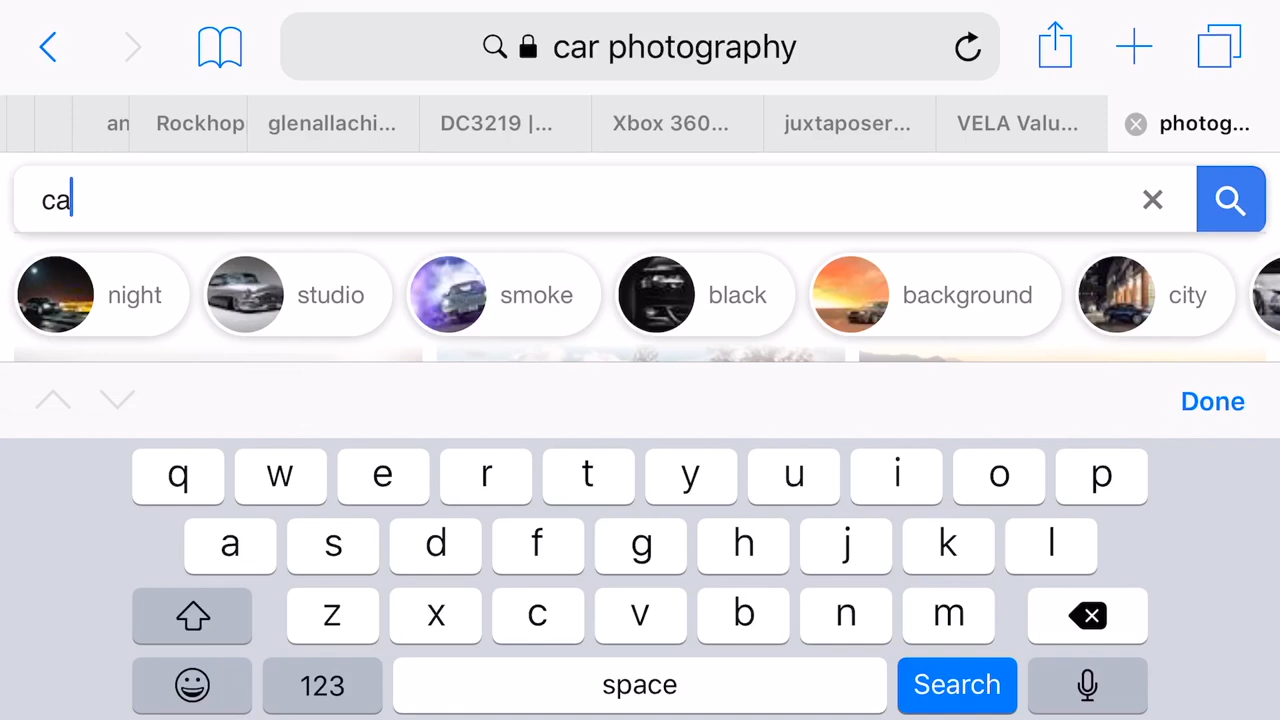 car photography
an Rockhop glenallachi... DC3219 |... Xbox 360... juxtaposer... VELA Valu... photog...
ca
night studio smoke black background city
Done
q w e r t y u i o p
a s d f g h j k l
z x c v b n m
123 space Search